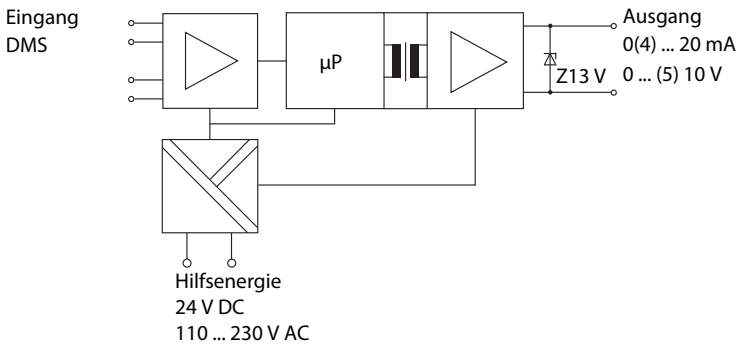 Eingang
DMS
µP
Z13 V
Ausgang
0(4) ... 20 mA
0 ... (5) 10 V
Hilfsenergie
24 V DC
110 ... 230 V AC